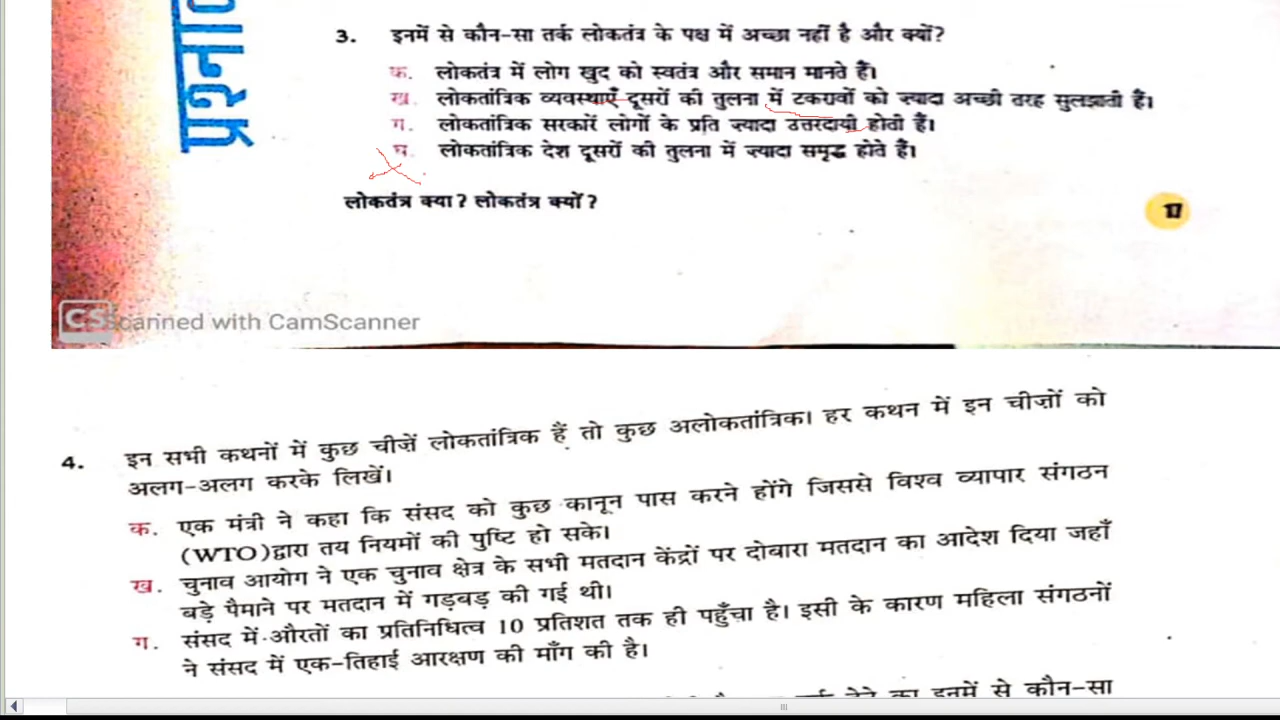 प्रश्नाव
3. इनमें से कौन-सा तर्क लोकतंत्र के पक्ष में अच्छा नहीं है और क्यों?
क. लोकतंत्र में लोग खुद को स्वतंत्र और समान मानते हैं।
ख. लोकतांत्रिक व्यवस्थाएँ दूसरों की तुलना में टकरावों को ज़्यादा अच्छी तरह सुलझाती हैं।
ग. लोकतांत्रिक सरकारें लोगों के प्रति ज़्यादा उत्तरदायी होती हैं।
घ. लोकतांत्रिक देश दूसरों की तुलना में ज़्यादा समृद्ध होते हैं।
लोकतंत्र क्या? लोकतंत्र क्यों?
17
CS Scanned with CamScanner
4. इन सभी कथनों में कुछ चीज़ें लोकतांत्रिक हैं तो कुछ अलोकतांत्रिक। हर कथन में इन चीज़ों को
अलग-अलग करके लिखें।
क. एक मंत्री ने कहा कि संसद को कुछ कानून पास करने होंगे जिससे विश्व व्यापार संगठन
(WTO)द्वारा तय नियमों की पुष्टि हो सके।
ख. चुनाव आयोग ने एक चुनाव क्षेत्र के सभी मतदान केंद्रों पर दोबारा मतदान का आदेश दिया जहाँ
बड़े पैमाने पर मतदान में गड़बड़ की गई थी।
ग. संसद में औरतों का प्रतिनिधित्व 10 प्रतिशत तक ही पहुँचा है। इसी के कारण महिला संगठनों
ने संसद में एक-तिहाई आरक्षण की माँग की है।
का इनमें से कौन-सा